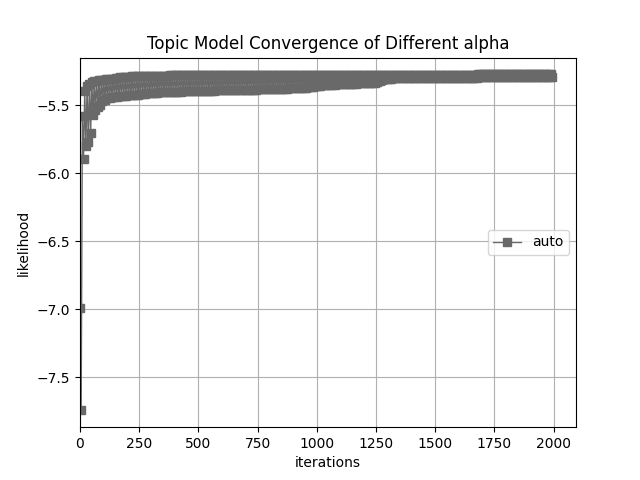 Topic Model Convergence of Different alpha
−5.5
−6.0
−6.5
−7.0
−7.5
likelihood
auto
0 250 500 750 1000 1250 1500 1750 2000
iterations